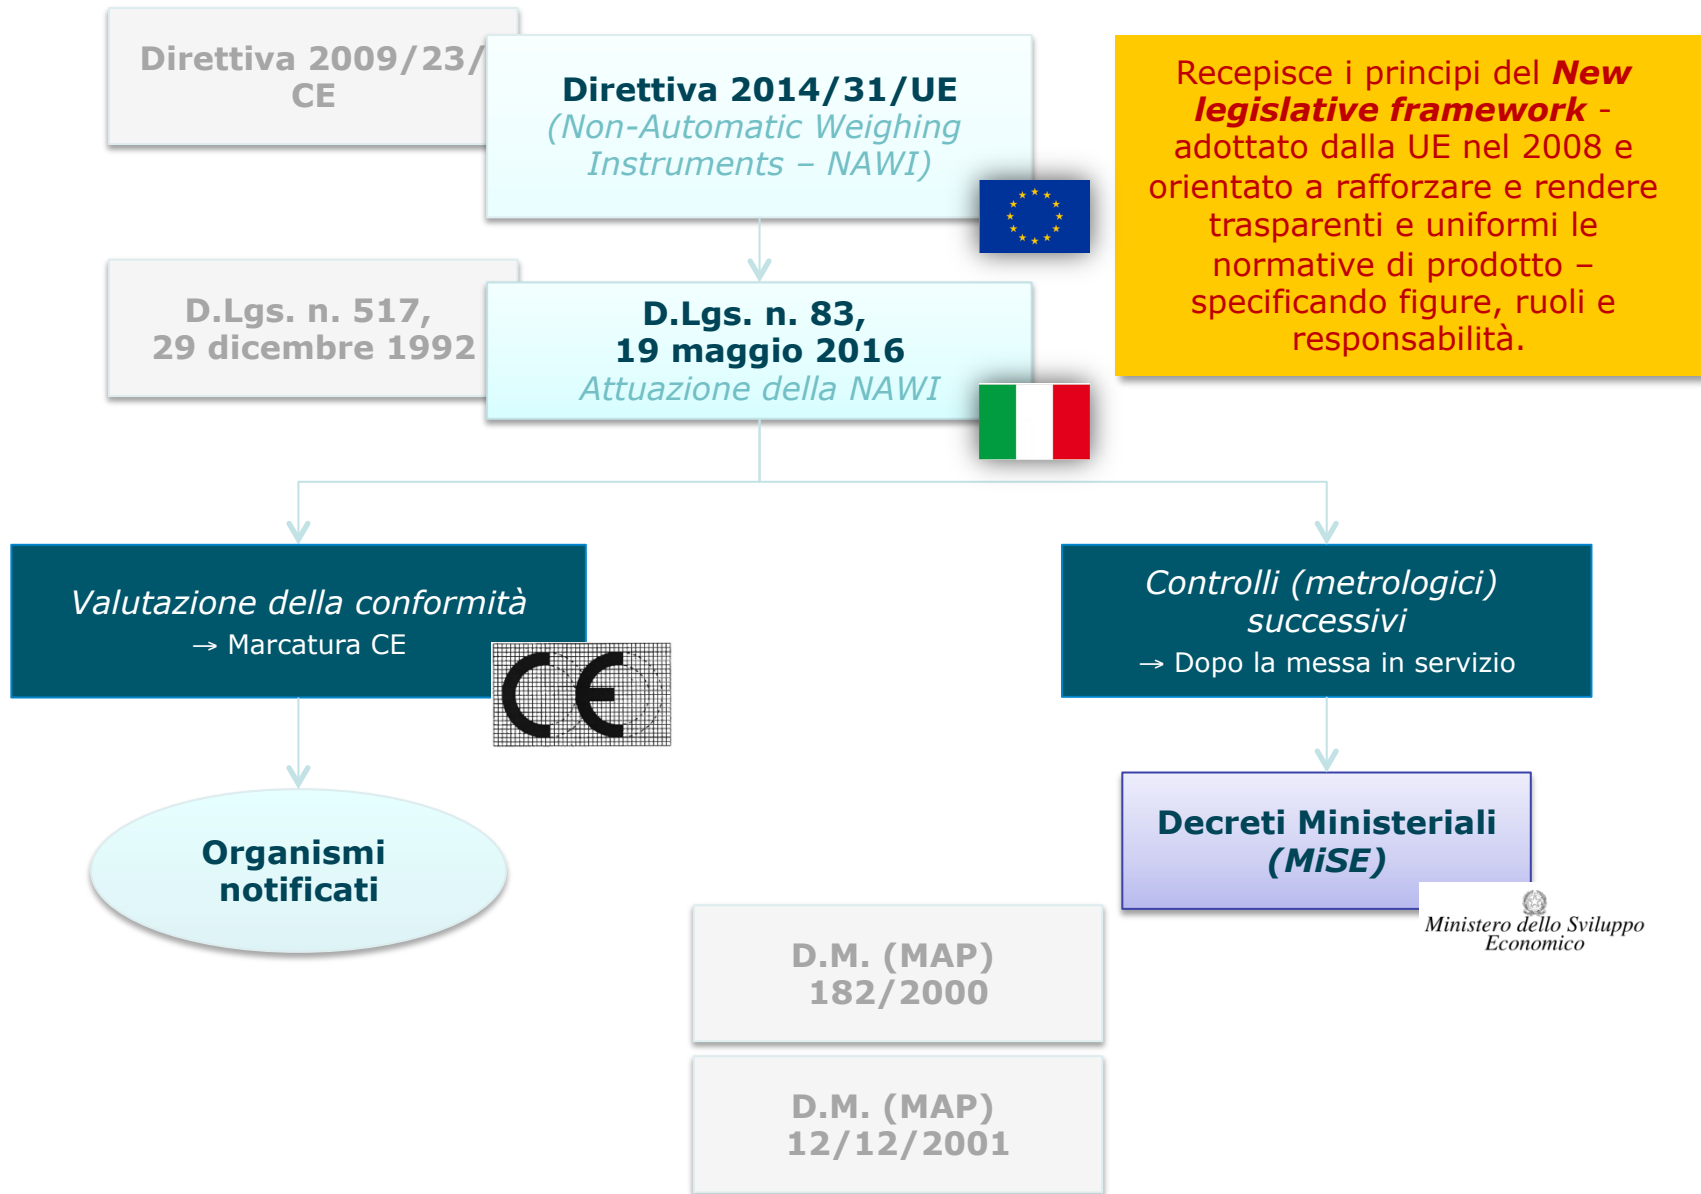 Direttiva 2009/23/
CE
Direttiva 2014/31/UE
(Non-Automatic Weighing
Instruments – NAWI)
Recepisce i principi del New
legislative framework -
adottato dalla UE nel 2008 e
orientato a rafforzare e rendere
trasparenti e uniformi le
normative di prodotto –
specificando figure, ruoli e
responsabilità.
D.Lgs. n. 517,
29 dicembre 1992
D.Lgs. n. 83,
19 maggio 2016
Attuazione della NAWI
Valutazione della conformità
→ Marcatura CE
CE
Controlli (metrologici)
successivi
→ Dopo la messa in servizio
Organismi
notificati
Decreti Ministeriali
(MiSE)
Ministero dello Sviluppo
Economico
D.M. (MAP)
182/2000
D.M. (MAP)
12/12/2001